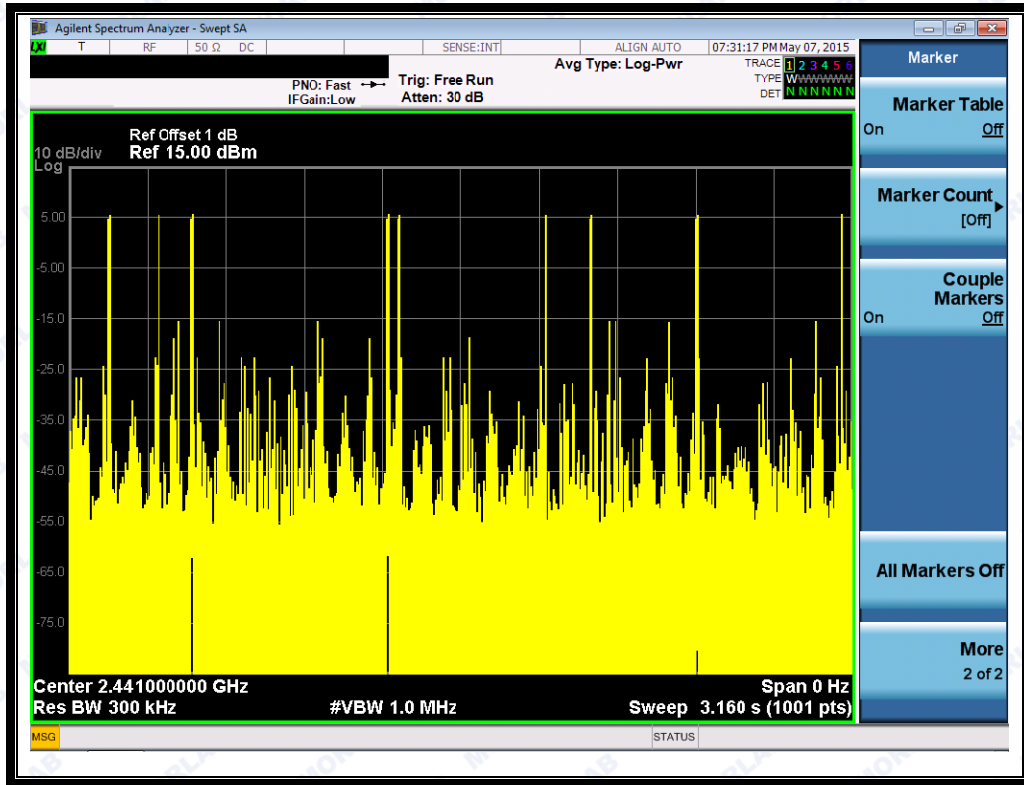 Agilent Spectrum Analyzer - Swept SA
LXI T RF 50 Ω DC SENSE:INT ALIGN AUTO 07:31:17 PM May 07, 2015
Avg Type: Log-Pwr
TRACE 1 2 3 4 5 6
TYPE WWWWWW
DET N N N N N N
PNO: Fast
IFGain:Low
Trig: Free Run
Atten: 30 dB
Ref Offset 1 dB
10 dB/div Ref 15.00 dBm
Log
5.00
-5.00
-15.0
-25.0
-35.0
-45.0
-55.0
-65.0
-75.0
Center 2.441000000 GHz Span 0 Hz
Res BW 300 kHz #VBW 1.0 MHz Sweep 3.160 s (1001 pts)
MSG STATUS
Marker
Marker Table
On Off
Marker Count
[Off]
Couple
Markers
On Off
All Markers Off
More
2 of 2